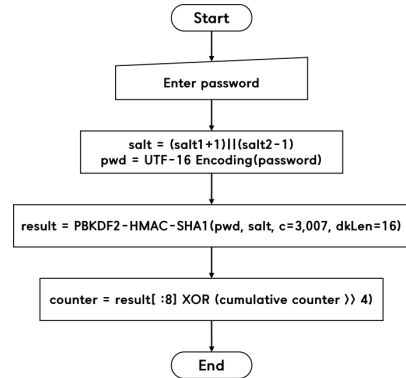 Start
Enter password
salt = (salt1+1)||(salt2-1)
pwd = UTF-16 Encoding(password)
result = PBKDF2-HMAC-SHA1(pwd, salt, c=3,007, dkLen=16)
counter = result[ :8] XOR (cumulative counter >> 4)
End